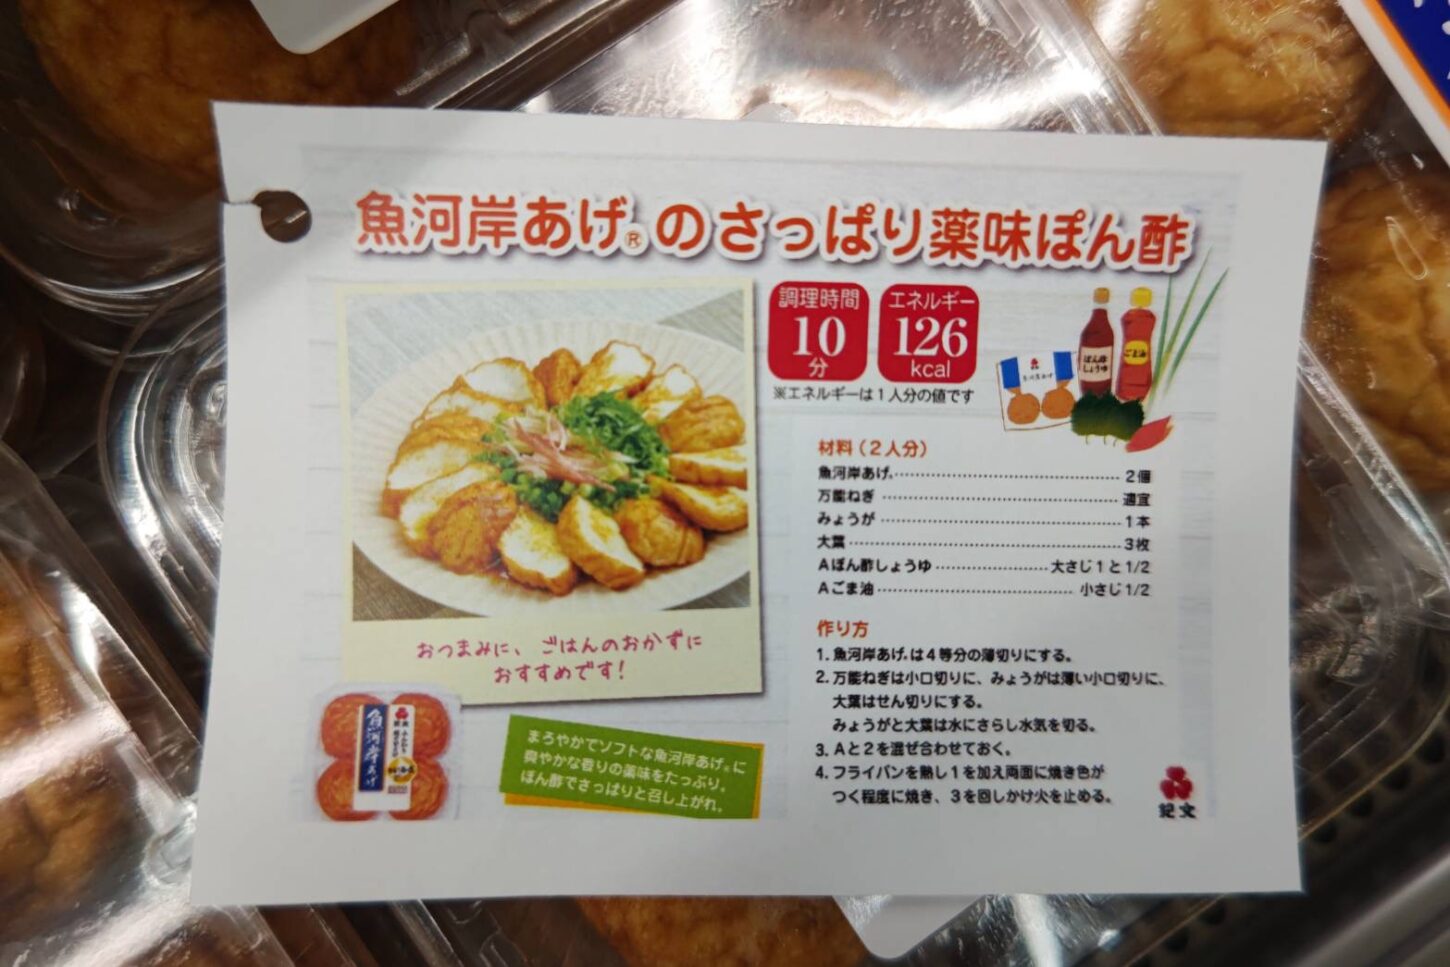 魚河岸あげ®のさっぱり薬味ぽん酢
調理時間
10
分
エネルギー
126
kcal
※エネルギーは1人分の値です
ぽん酢
しょうゆ
ごま油
材料(2人分)
魚河岸あげ® 2個
万能ねぎ 適宜
みょうが 1本
大葉 3枚
Aぽん酢しょうゆ 大さじ1と1/2
Aごま油 小さじ1/2
作り方
1. 魚河岸あげ®は4等分の薄切りにする。
2. 万能ねぎは小口切りに、みょうがは薄い小口切りに、
大葉はせん切りにする。
みょうがと大葉は水にさらし水気を切る。
3. Aと2を混ぜ合わせておく。
4. フライパンを熱し1を加え両面に焼き色が
つく程度に焼き、3を回しかけ火を止める。
おつまみに、ごはんのおかずに
おすすめです!
魚河岸あげ
まろやかでソフトな魚河岸あげ®に
爽やかな香りの薬味をたっぷり。
ぽん酢でさっぱりと召し上がれ。
紀文